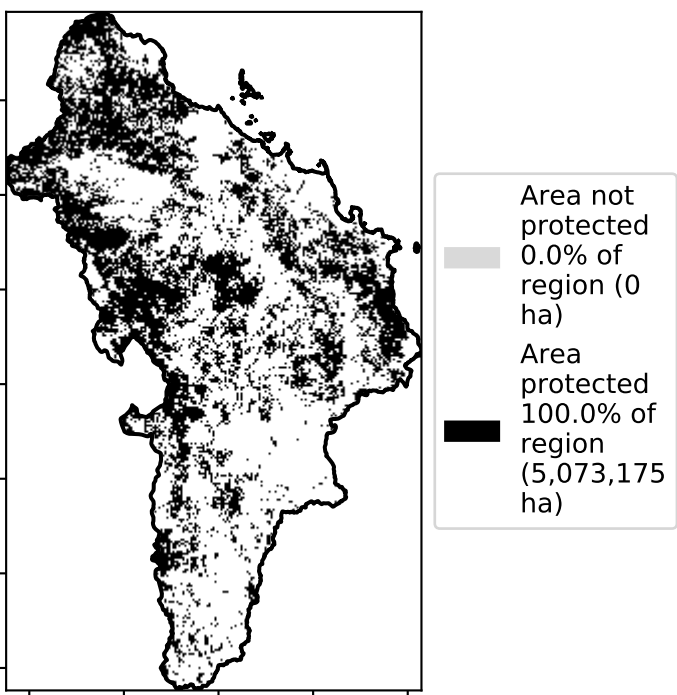 Area not
protected
0.0% of
region (0
ha)
Area
protected
100.0% of
region
(5,073,175
ha)